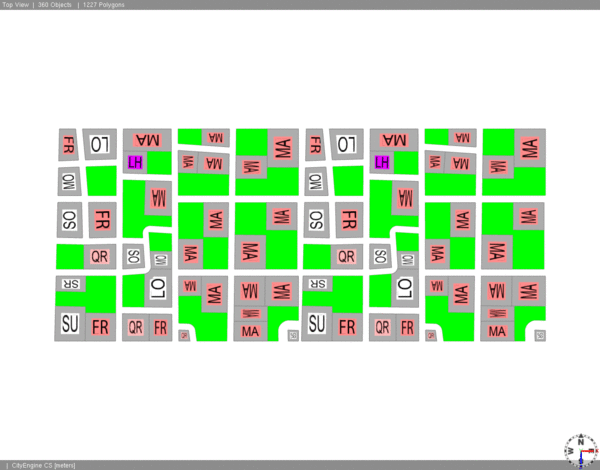 Top View | 360 Objects | 1227 Polygons
FR LO MA MA MA FR LO MA MA MA
LH MA MA MA LH MA MA MA
OM MA OM MA
SO FR MA MA SO FR MA MA
QR SO OM MA MA QR SO OM MA MA
SR LO MA MA MA MA SR LO MA MA MA MA
SU FR QR FR MA SU FR QR FR MA
N
W
S
| CityEngine CS [meters]